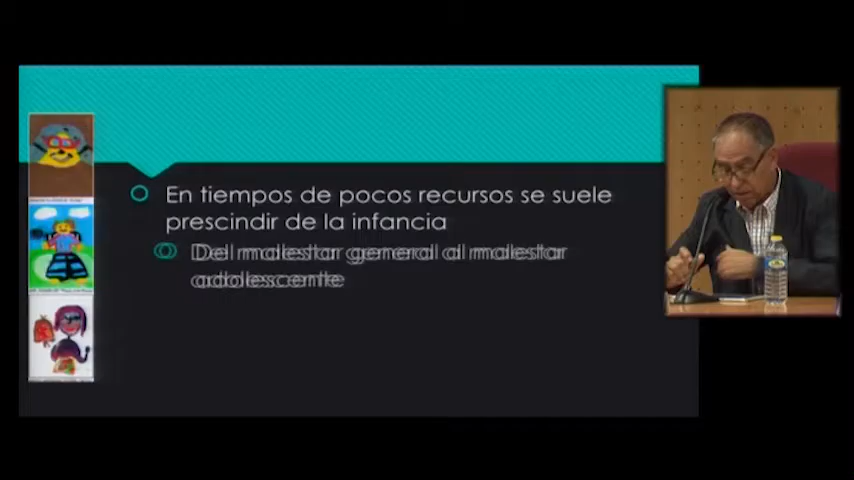 En tiempos de pocos recursos se suele
prescindir de la infancia
Del malestar general al malestar
adolescente